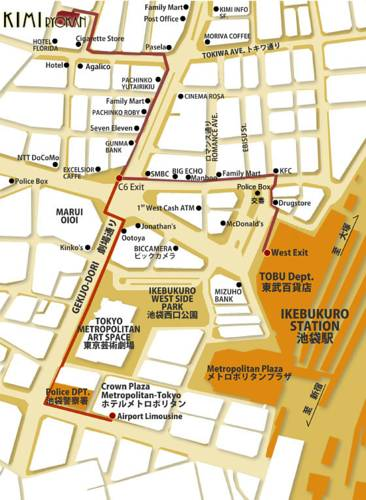 KIMI RYOKAN
Family Mart
Post Office
KIMI INFO
SF.
MORIVA COFFEE
Cigarette Store
HOTEL
FLORIDA
Pasela
TOKIWA AVE. トキワ通り
Hotel
Agalico
PACHINKO
YUTAIRIKIU
CINEMA ROSA
Family Mart
PACHINKO ROBY
ロマンス通り
ROMANCE AVE.
EBISU St.
Seven Eleven
GUNMA
BANK
NTT DoCoMo
EXCELSIOR
CAFFE
SMBC
BIG ECHO
Manboo
Family Mart
KFC
Police Box
C6 Exit
Police Box
交番
Drugstore
MARUI
OIOI
1st West Cash ATM
Jonathan's
McDonald's
Ootoya
Kinko's
BICCAMERA
ビックカメラ
West Exit
至 大塚
GEKIJO-DORI 劇場通り
TOBU Dept.
東武百貨店
IKEBUKURO
WEST SIDE
PARK
池袋西口公園
MIZUHO
BANK
IKEBUKURO
STATION
池袋駅
TOKYO
METROPOLITAN
ART SPACE
東京芸術劇場
Metropolitan Plaza
メトロポリタンプラザ
Police DPT.
池袋警察署
Crown Plaza
Metropolitan-Tokyo
ホテルメトロポリタン
Airport Limousine
至 新宿